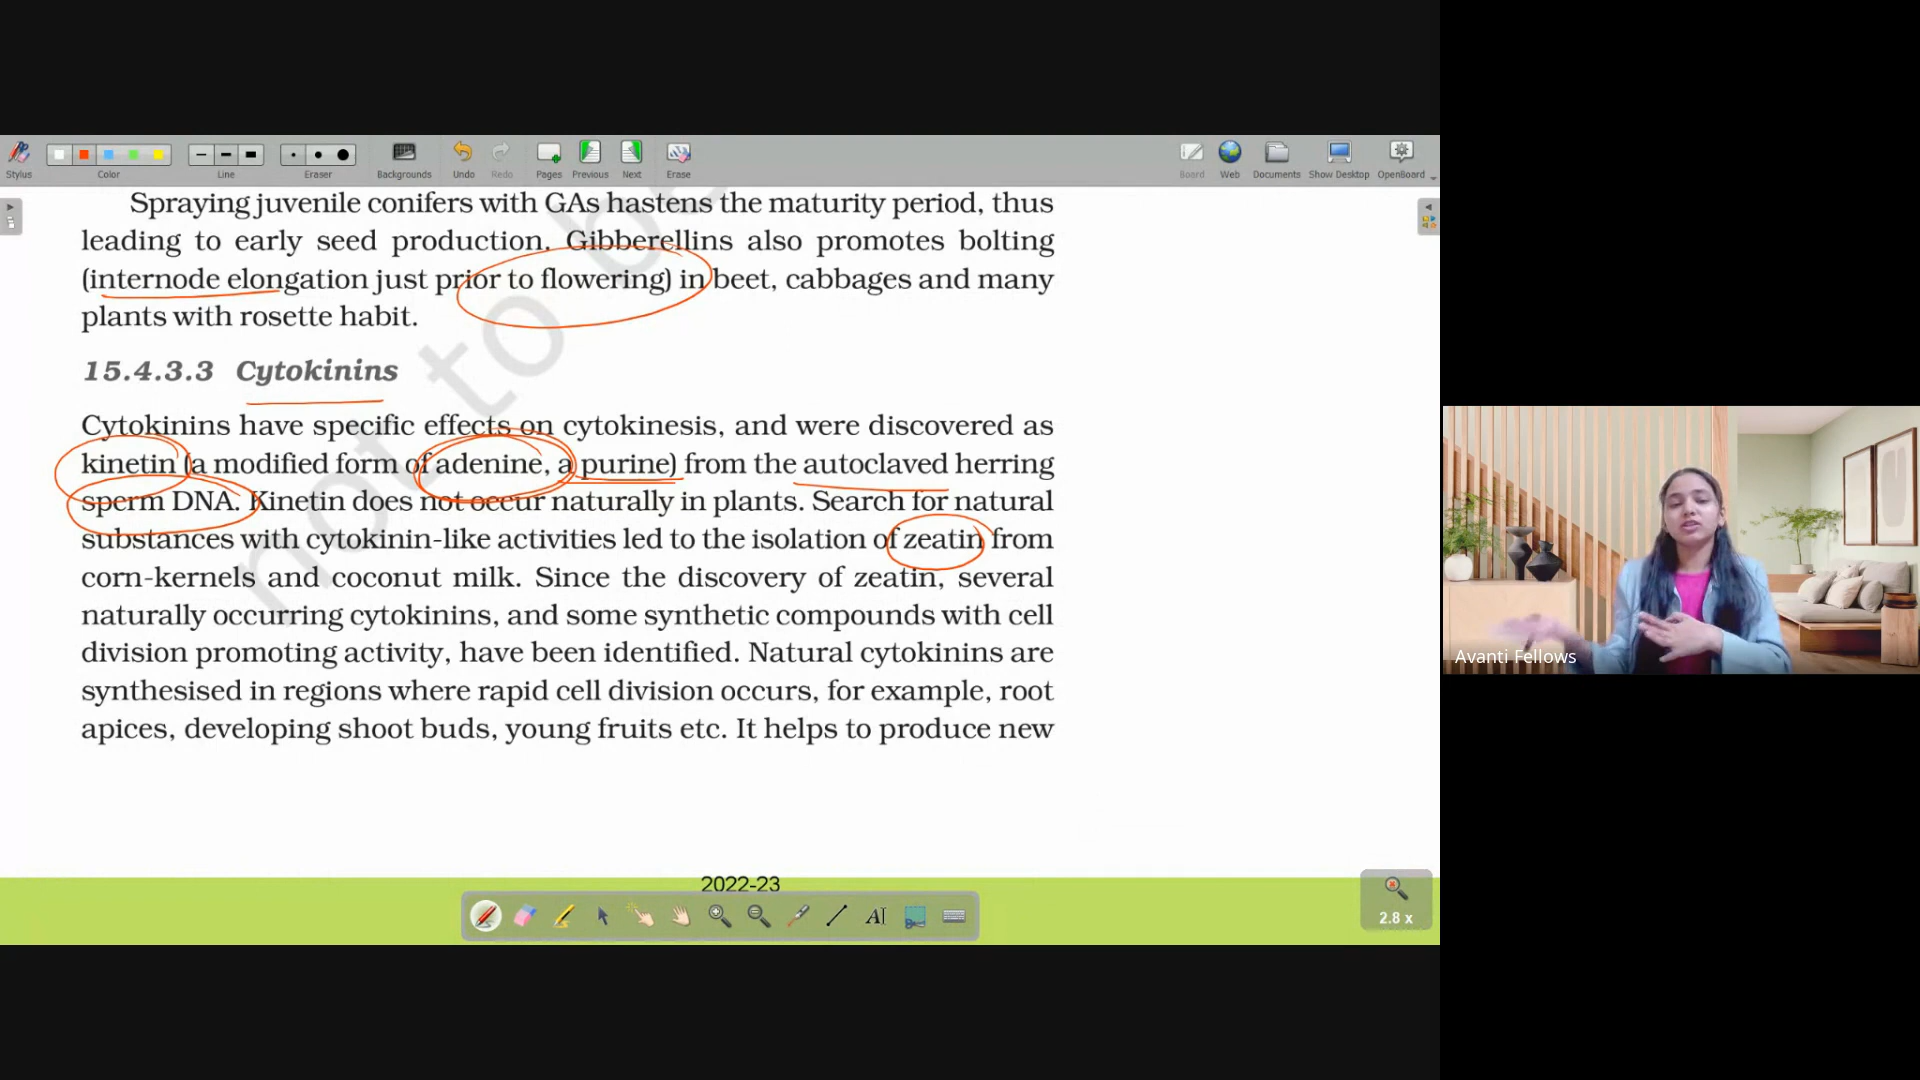 Stylus Color Line Eraser Backgrounds Undo Redo Pages Previous Next Erase Board Web Documents Show Desktop OpenBoard
Spraying juvenile conifers with GAs hastens the maturity period, thus
leading to early seed production. Gibberellins also promotes bolting
(internode elongation just prior to flowering) in beet, cabbages and many
plants with rosette habit.
15.4.3.3 Cytokinins
Cytokinins have specific effects on cytokinesis, and were discovered as
kinetin (a modified form of adenine, a purine) from the autoclaved herring
sperm DNA. Kinetin does not occur naturally in plants. Search for natural
substances with cytokinin-like activities led to the isolation of zeatin from
corn-kernels and coconut milk. Since the discovery of zeatin, several
naturally occurring cytokinins, and some synthetic compounds with cell
division promoting activity, have been identified. Natural cytokinins are
synthesised in regions where rapid cell division occurs, for example, root
apices, developing shoot buds, young fruits etc. It helps to produce new
not to be
2022-23
AI
2.8 x
Avanti Fellows